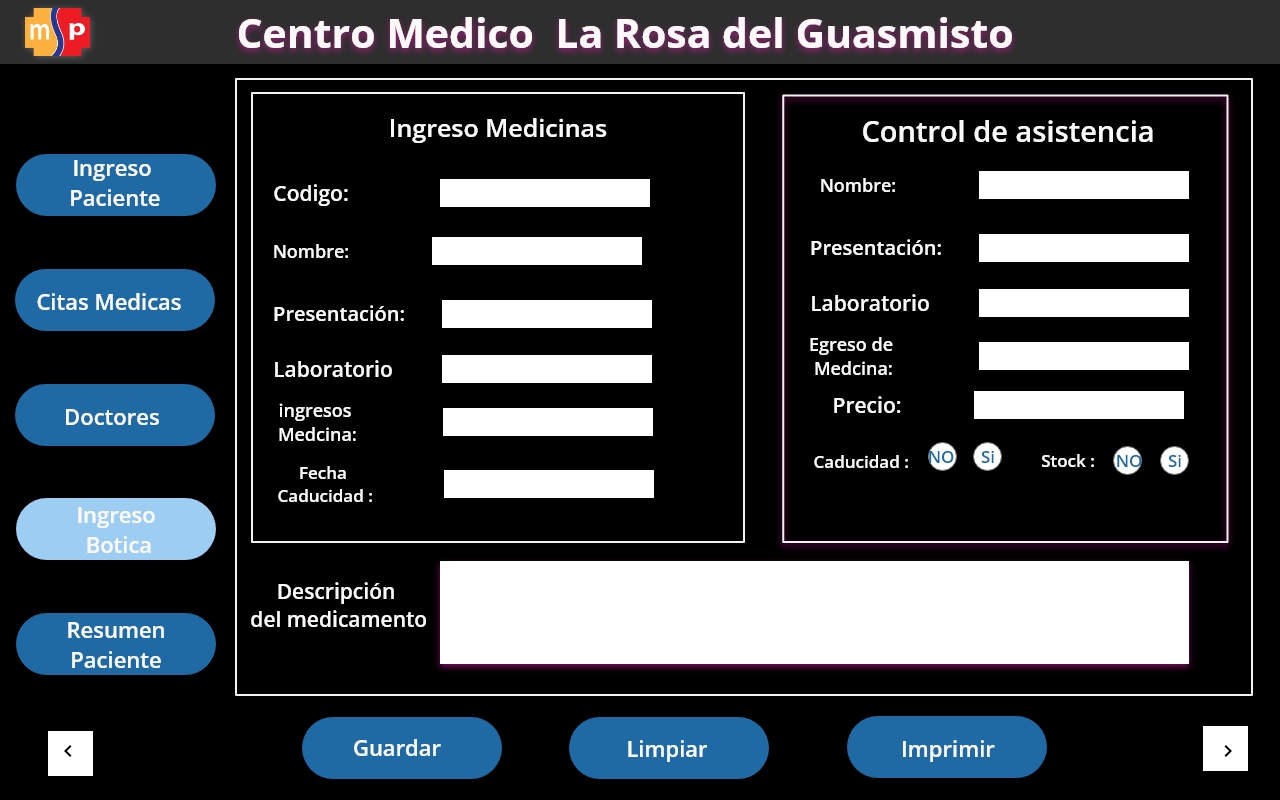 msp
Centro Medico La Rosa del Guasmisto
Ingreso
Paciente
Citas Medicas
Doctores
Ingreso
Botica
Resumen
Paciente
Ingreso Medicinas
Codigo:
Nombre:
Presentación:
Laboratorio
ingresos
Medcina:
Fecha
Caducidad :
Control de asistencia
Nombre:
Presentación:
Laboratorio
Egreso de
Medcina:
Precio:
Caducidad : NO Si Stock : NO Si
Descripción
del medicamento
< Guardar Limpiar Imprimir >